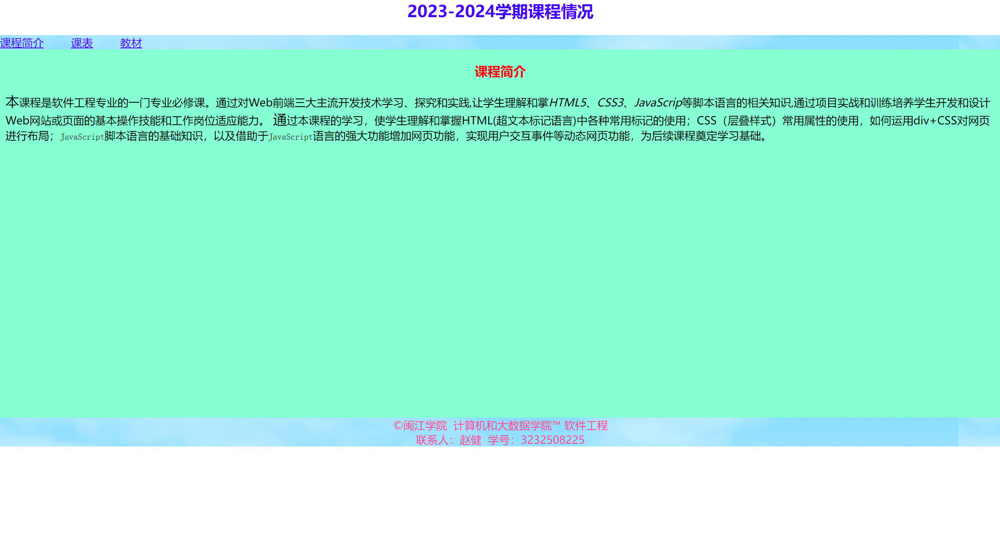 2023-2024学期课程情况
课程简介 课表 教材
课程简介
本课程是软件工程专业的一门专业必修课。通过对Web前端三大主流开发技术学习、探究和实践,让学生理解和掌HTML5、CSS3、JavaScrip等脚本语言的相关知识,通过项目实战和训练培养学生开发和设计
Web网站或页面的基本操作技能和工作岗位适应能力。 通过本课程的学习，使学生理解和掌握HTML(超文本标记语言)中各种常用标记的使用；CSS（层叠样式）常用属性的使用，如何运用div+CSS对网页
进行布局；JavaScript脚本语言的基础知识，以及借助于JavaScript语言的强大功能增加网页功能，实现用户交互事件等动态网页功能，为后续课程奠定学习基础。
©闽江学院 计算机和大数据学院™ 软件工程
联系人：赵健 学号：3232508225